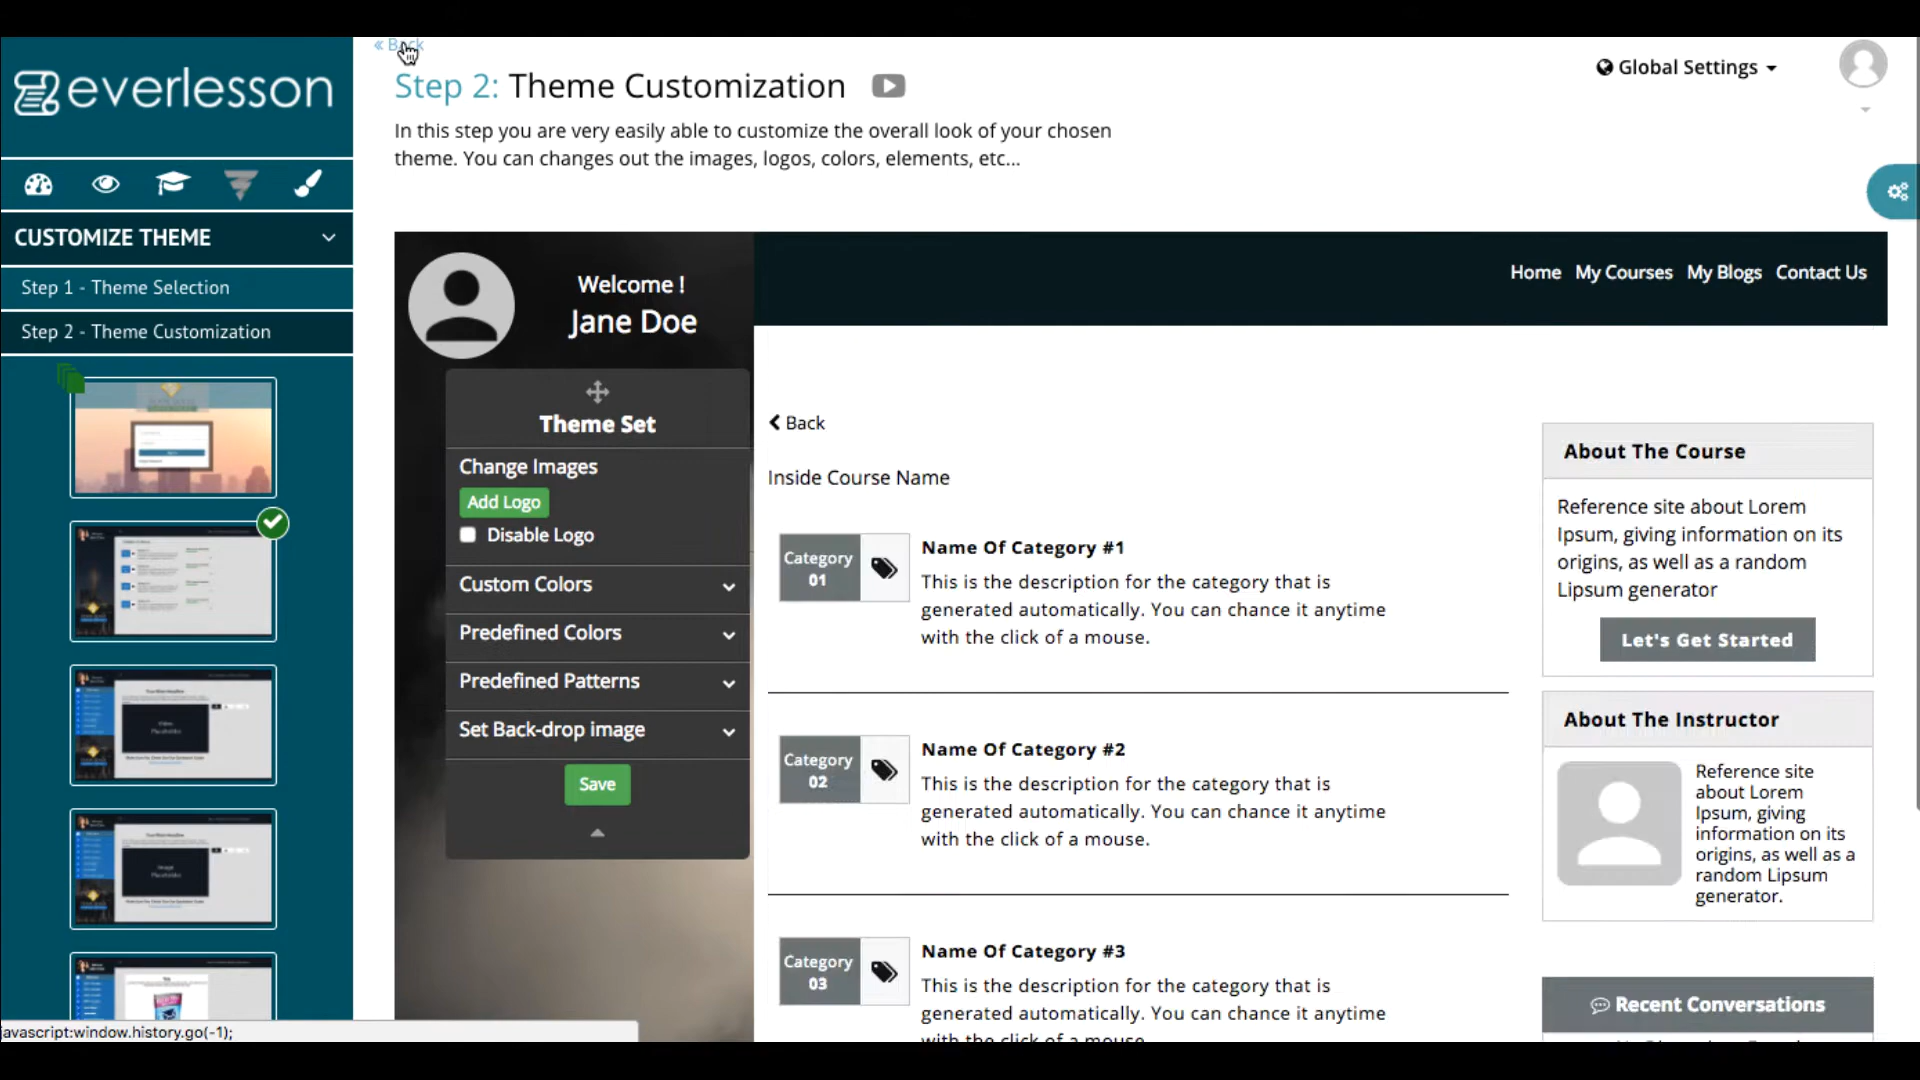 « Back
everlesson
Step 2: Theme Customization
Global Settings
In this step you are very easily able to customize the overall look of your chosen
theme. You can changes out the images, logos, colors, elements, etc...
CUSTOMIZE THEME
Step 1 - Theme Selection
Step 2 - Theme Customization
Welcome !
Jane Doe
Home My Courses My Blogs Contact Us
Theme Set
Change Images
Add Logo
Disable Logo
Custom Colors
Predefined Colors
Predefined Patterns
Set Back-drop image
Save
Back
Inside Course Name
Category
01
Name Of Category #1
This is the description for the category that is
generated automatically. You can chance it anytime
with the click of a mouse.
Category
02
Name Of Category #2
This is the description for the category that is
generated automatically. You can chance it anytime
with the click of a mouse.
Category
03
Name Of Category #3
This is the description for the category that is
generated automatically. You can chance it anytime
with the click of a mouse.
About The Course
Reference site about Lorem
Ipsum, giving information on its
origins, as well as a random
Lipsum generator
Let's Get Started
About The Instructor
Reference site
about Lorem
Ipsum, giving
information on its
origins, as well as a
random Lipsum
generator.
Recent Conversations
javascript:window.history.go(-1);